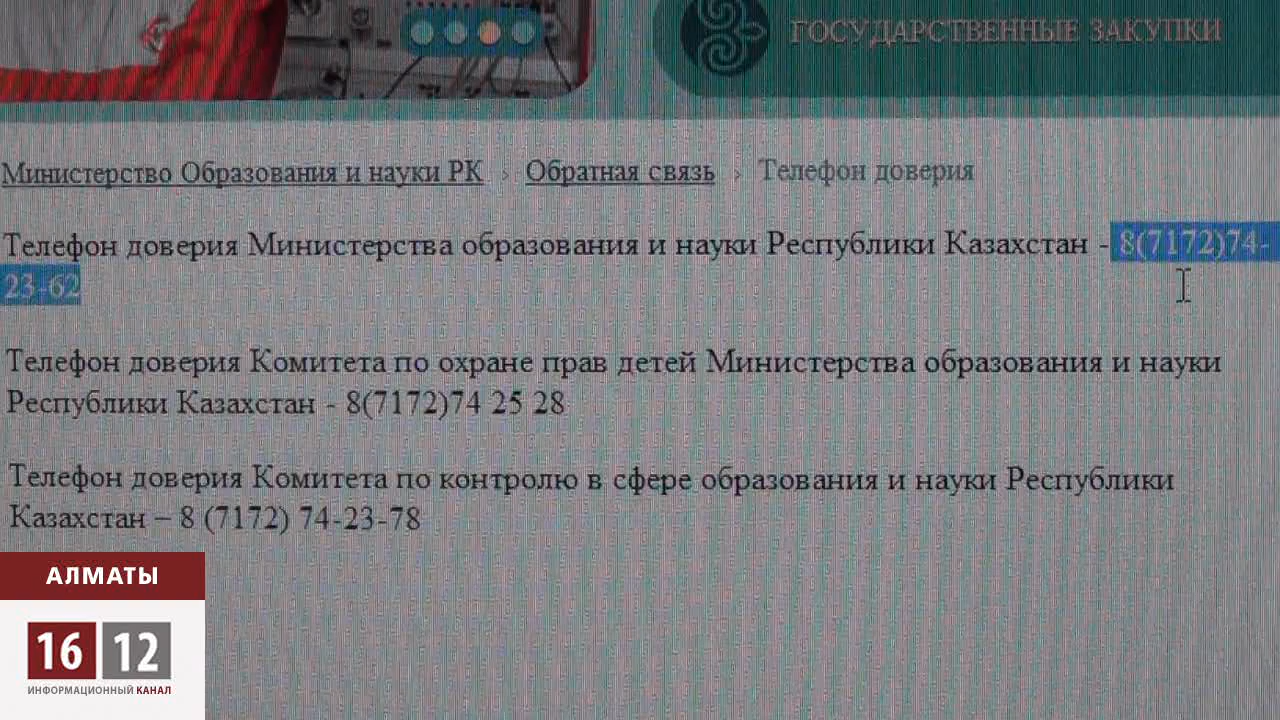 ГОСУДАРСТВЕННЫЕ ЗАКУПКИ
Министерство Образования и науки РК › Обратная связь › Телефон доверия
Телефон доверия Министерства образования и науки Республики Казахстан - 8(7172)74-
23-62
Телефон доверия Комитета по охране прав детей Министерства образования и науки
Республики Казахстан - 8(7172)74 25 28
Телефон доверия Комитета по контролю в сфере образования и науки Республики
Казахстан – 8 (7172) 74-23-78
АЛМАТЫ
16 12
ИНФОРМАЦИОННЫЙ КАНАЛ